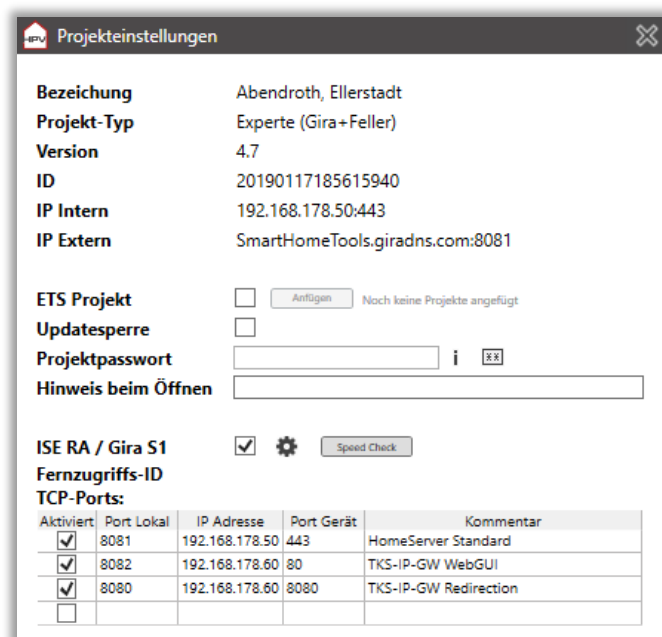 HPV Projekteinstellungen
Bezeichung Abendroth, Ellerstadt
Projekt-Typ Experte (Gira+Feller)
Version 4.7
ID 20190117185615940
IP Intern 192.168.178.50:443
IP Extern SmartHomeTools.giradns.com:8081
ETS Projekt Anfügen Noch keine Projekte angefügt
Updatesperre
Projektpasswort i **
Hinweis beim Öffnen
ISE RA / Gira S1 Speed Check
Fernzugriffs-ID
TCP-Ports:
Aktiviert Port Lokal IP Adresse Port Gerät Kommentar
8081 192.168.178.50 443 HomeServer Standard
8082 192.168.178.60 80 TKS-IP-GW WebGUI
8080 192.168.178.60 8080 TKS-IP-GW Redirection